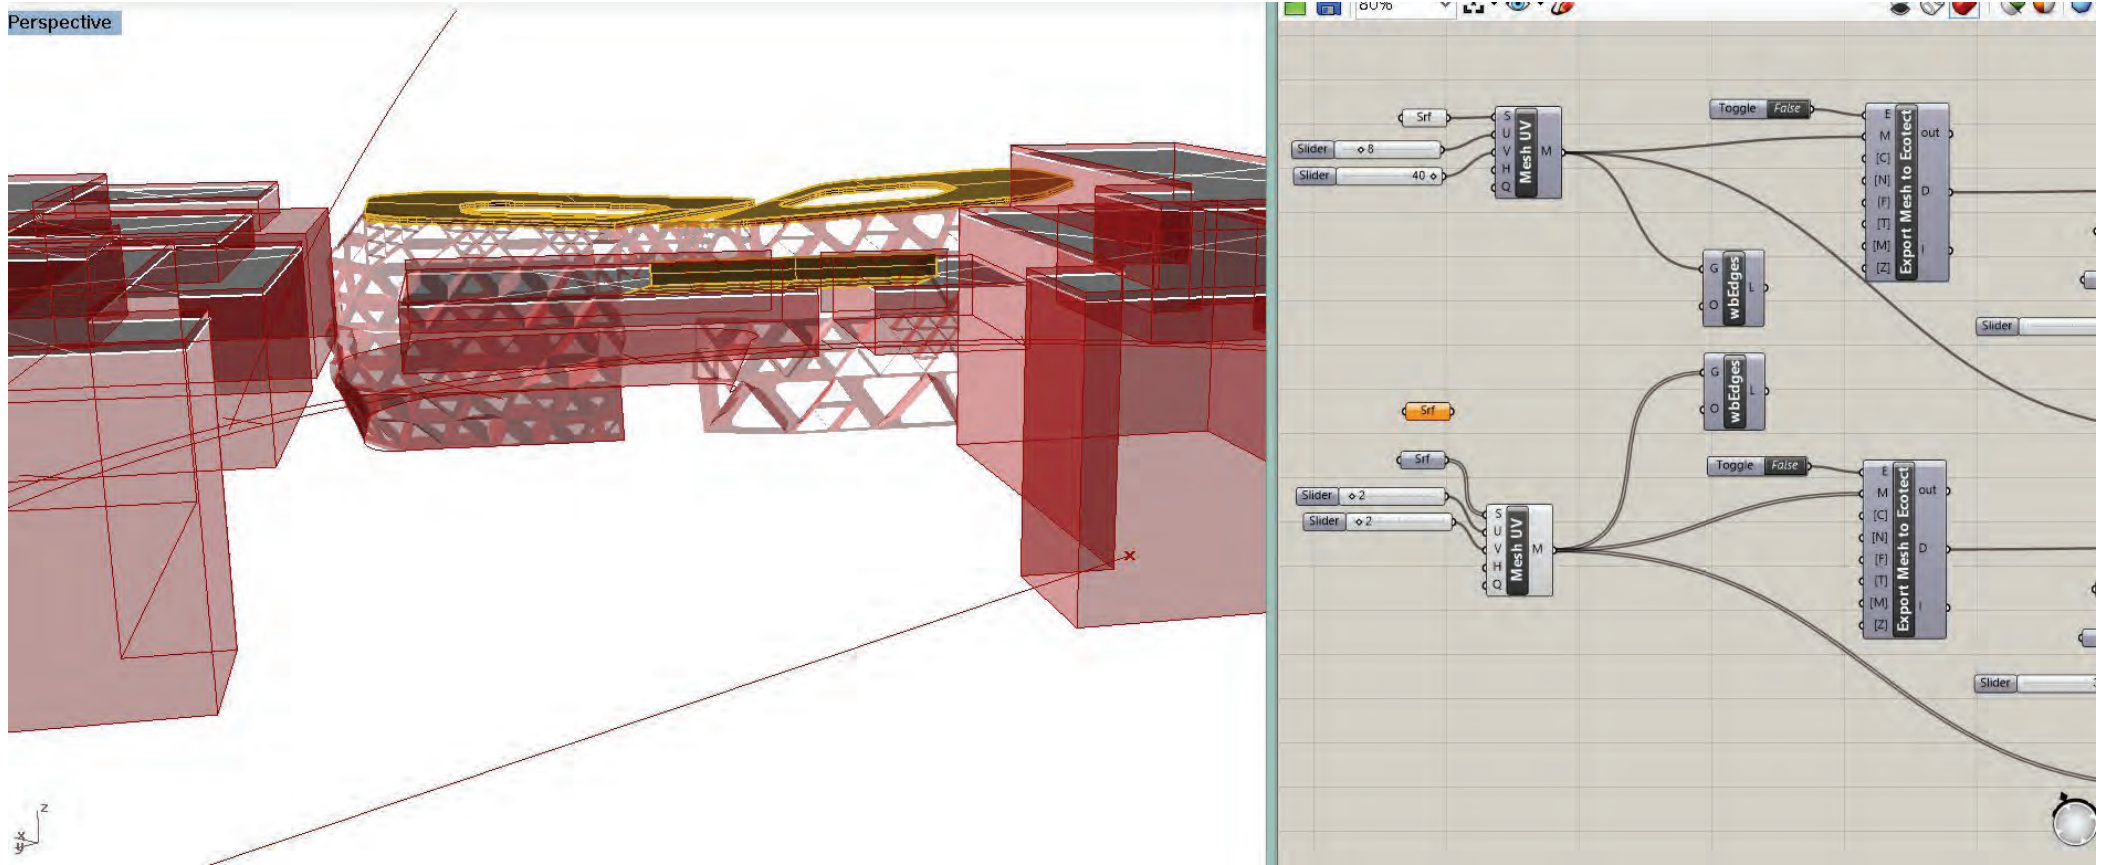 Perspective
80%
Toggle False
Srf
S
U
V
H
Q
Mesh UV
M
Slider 8
Slider 40
E
M
[C]
[N]
[F]
[T]
[M]
[Z]
Export Mesh to Ecotect
out
D
I
G
O
wbEdges
L
Slider
G
O
wbEdges
L
Srf
Srf
Toggle False
Slider 2
Slider 2
S
U
V
H
Q
Mesh UV
M
E
M
[C]
[N]
[F]
[T]
[M]
[Z]
Export Mesh to Ecotect
out
D
I
Slider
x
z
x
y